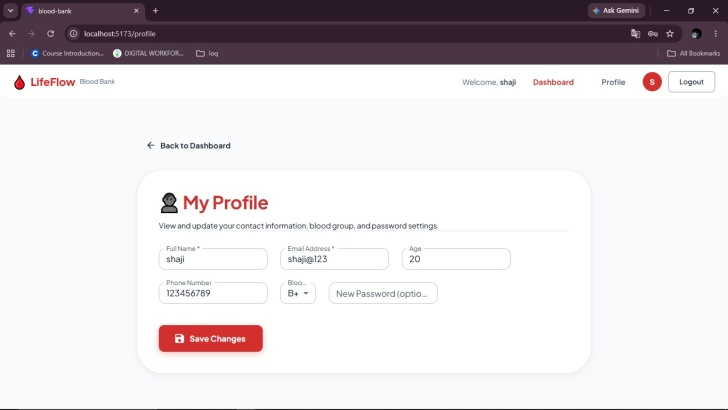 blood-bank
Ask Gemini
localhost:5173/profile
Course Introduction...
DIGITAL WORKFOR...
loq
All Bookmarks
LifeFlow Blood Bank
Welcome, shaji
Dashboard
Profile
S
Logout
Back to Dashboard
My Profile
View and update your contact information, blood group, and password settings.
Full Name *
shaji
Email Address *
shaji@123
Age
20
Phone Number
123456789
Bloo...
B+
New Password (optio...
Save Changes